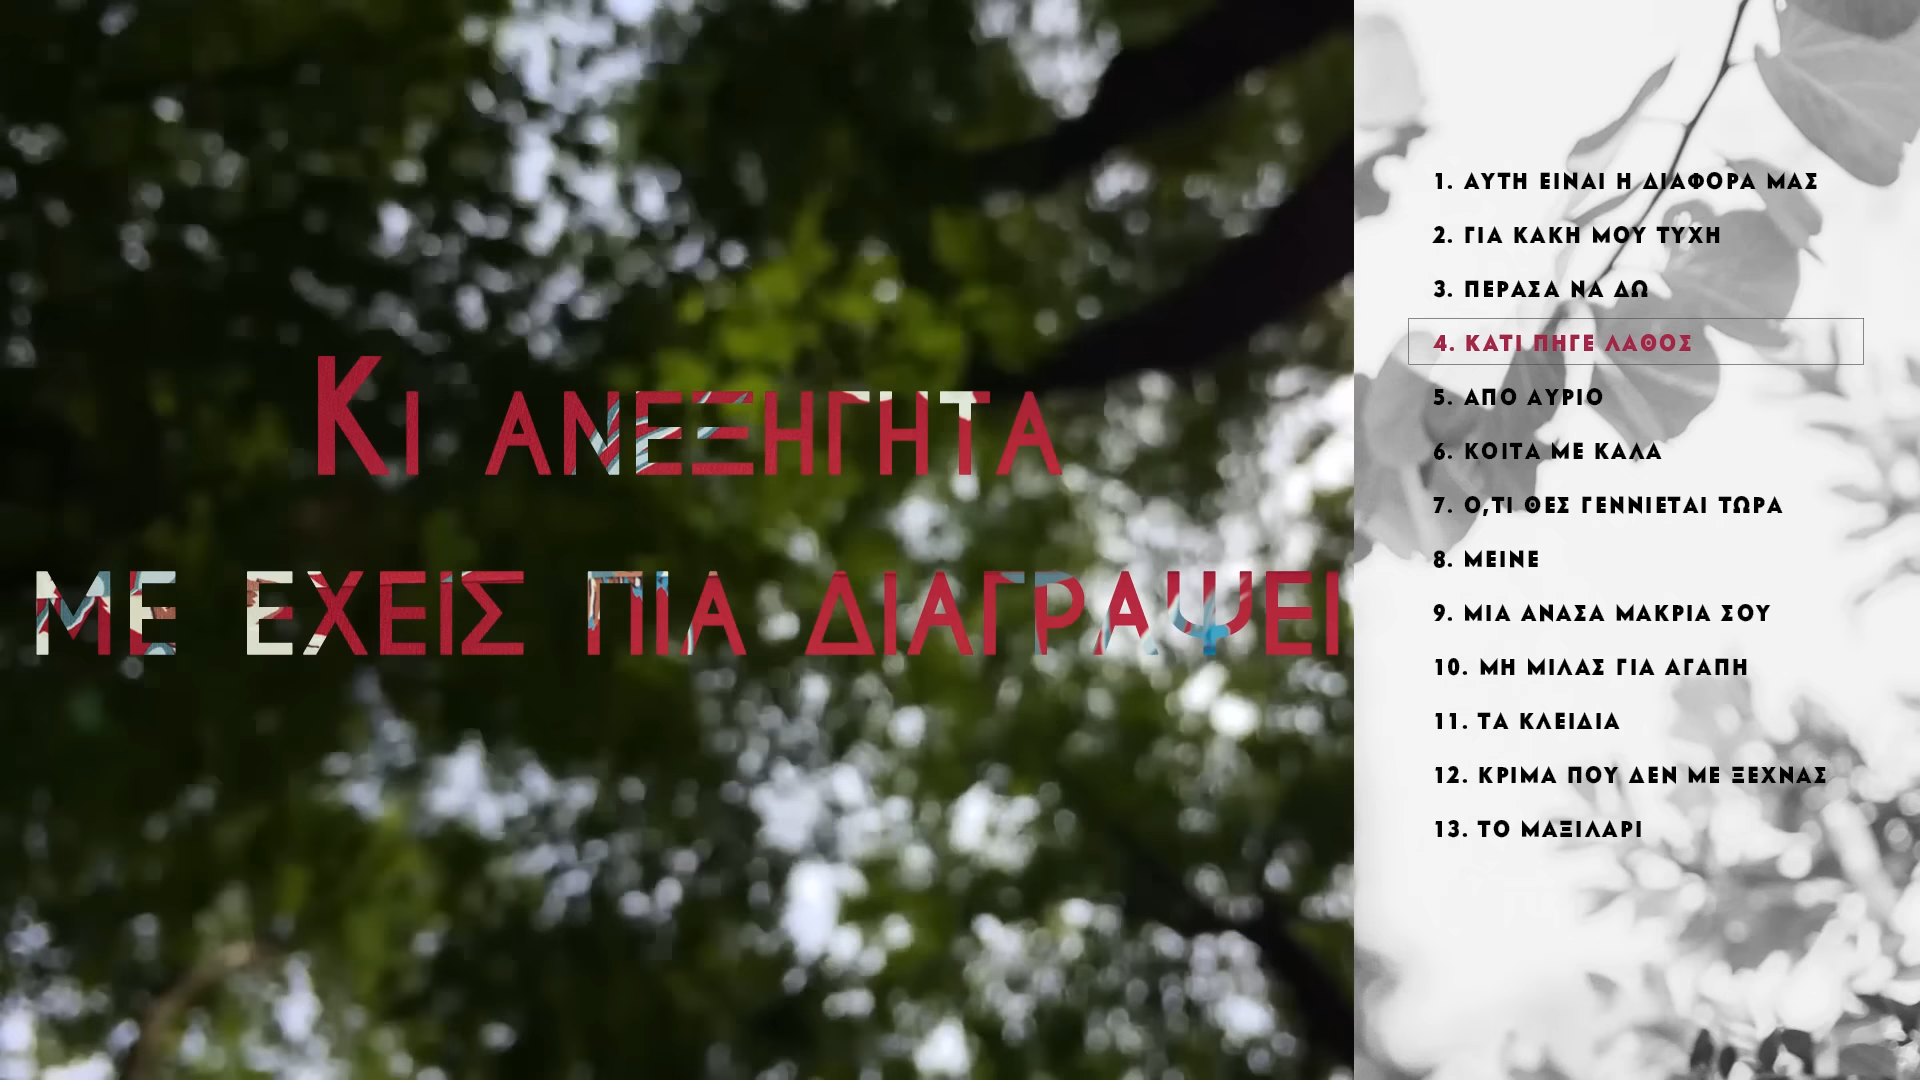 Κι ΑΝΕΞΗΓΗΤΑ
ΜΕ ΕΧΕΙΣ ΠΙΑ ΔΙΑΓΡΑΨΕΙ
1. ΑΥΤΗ ΕΙΝΑΙ Η ΔΙΑΦΟΡΑ ΜΑΣ
2. ΓΙΑ ΚΑΚΗ ΜΟΥ ΤΥΧΗ
3. ΠΕΡΑΣΑ ΝΑ ΔΩ
4. ΚΑΤΙ ΠΗΓΕ ΛΑΘΟΣ
5. ΑΠΟ ΑΥΡΙΟ
6. ΚΟΙΤΑ ΜΕ ΚΑΛΑ
7. Ο,ΤΙ ΘΕΣ ΓΕΝΝΙΕΤΑΙ ΤΩΡΑ
8. ΜΕΙΝΕ
9. ΜΙΑ ΑΝΑΣΑ ΜΑΚΡΙΑ ΣΟΥ
10. ΜΗ ΜΙΛΑΣ ΓΙΑ ΑΓΑΠΗ
11. ΤΑ ΚΛΕΙΔΙΑ
12. ΚΡΙΜΑ ΠΟΥ ΔΕΝ ΜΕ ΞΕΧΝΑΣ
13. ΤΟ ΜΑΞΙΛΑΡΙ